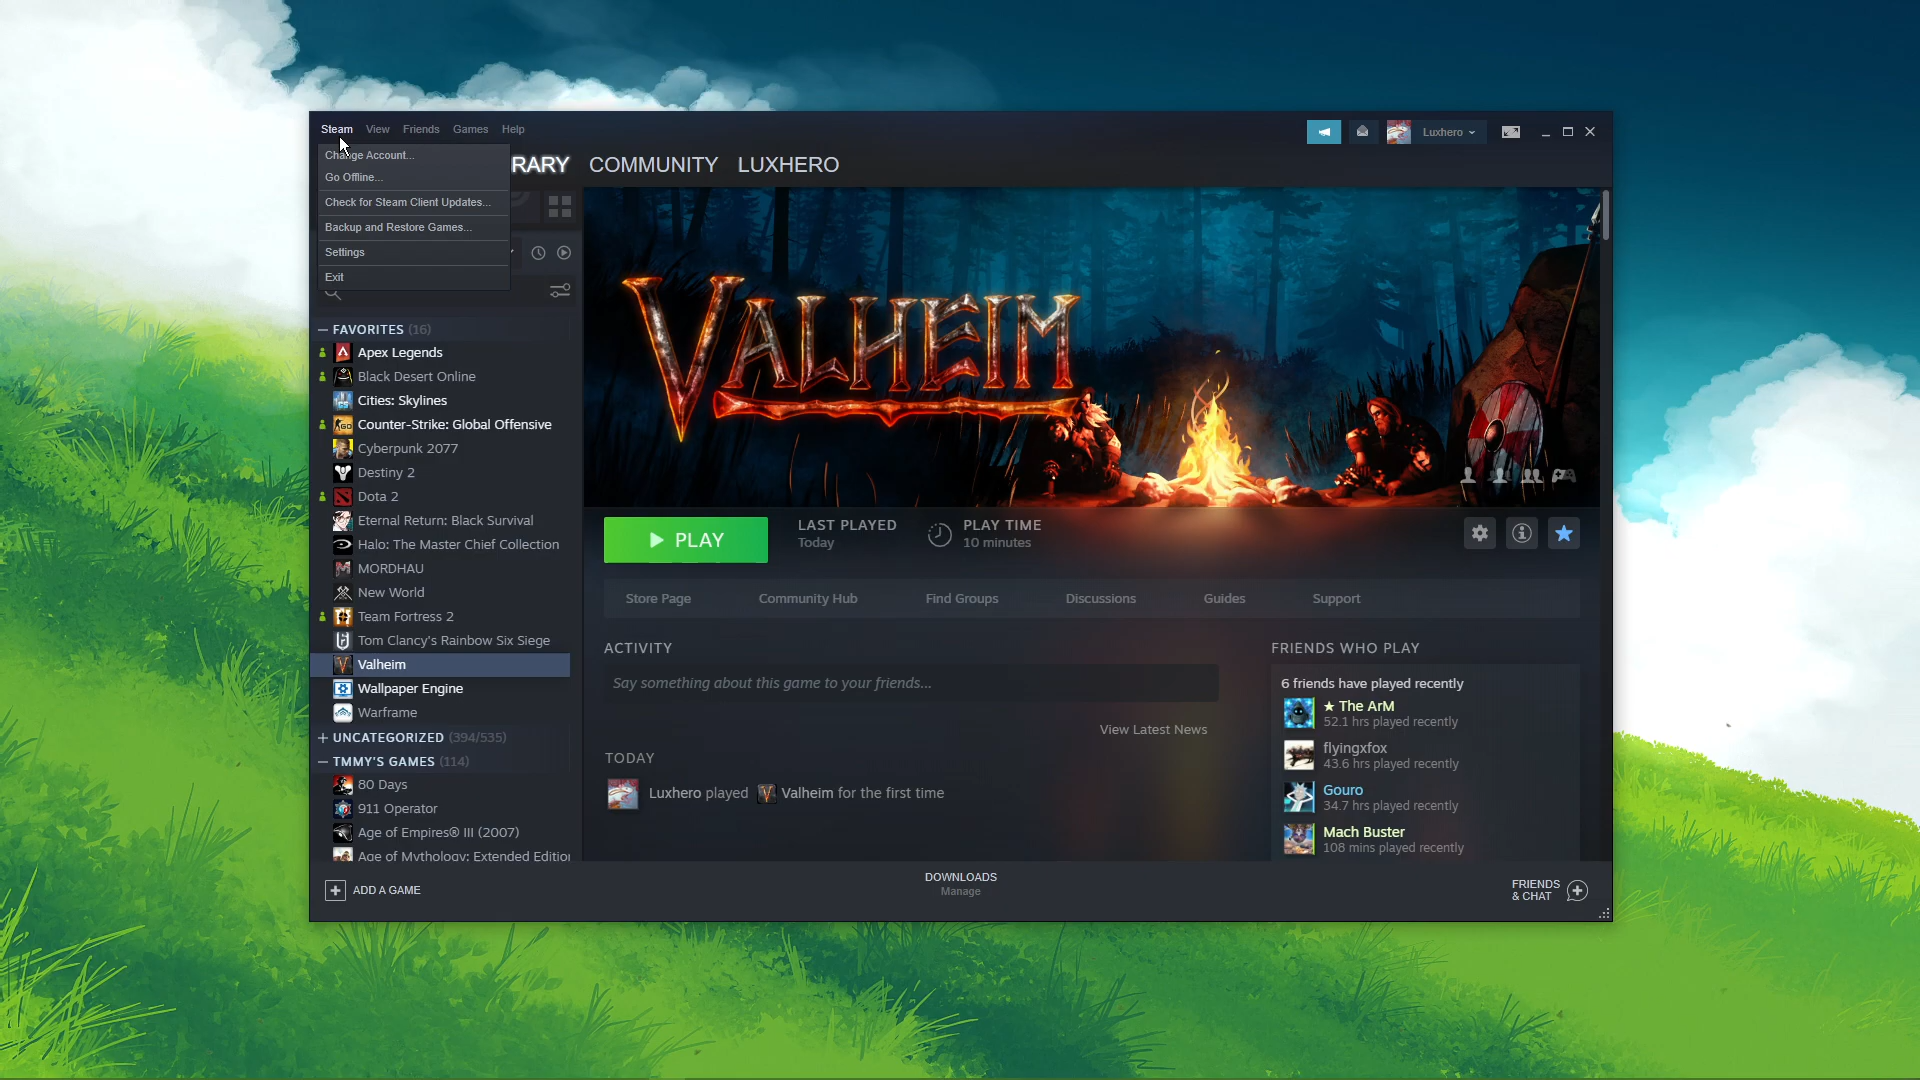 Steam View Friends Games Help
Luxhero
Change Account...
RARY COMMUNITY LUXHERO
Go Offline...
Check for Steam Client Updates...
Backup and Restore Games...
Settings
Exit
VALHEIM
— FAVORITES (16)
Apex Legends
Black Desert Online
Cities: Skylines
Counter-Strike: Global Offensive
Cyberpunk 2077
Destiny 2
Dota 2
Eternal Return: Black Survival
Halo: The Master Chief Collection
MORDHAU
New World
Team Fortress 2
Tom Clancy's Rainbow Six Siege
Valheim
Wallpaper Engine
Warframe
+ UNCATEGORIZED (394/535)
— TMMY'S GAMES (114)
80 Days
911 Operator
Age of Empires® III (2007)
Age of Mythology: Extended Edition
PLAY
LAST PLAYED
Today
PLAY TIME
10 minutes
Store Page Community Hub Find Groups Discussions Guides Support
ACTIVITY
Say something about this game to your friends...
View Latest News
TODAY
Luxhero played Valheim for the first time
FRIENDS WHO PLAY
6 friends have played recently
★ The ArM
52.1 hrs played recently
flyingxfox
43.6 hrs played recently
Gouro
34.7 hrs played recently
Mach Buster
108 mins played recently
+ ADD A GAME
DOWNLOADS
Manage
FRIENDS
& CHAT